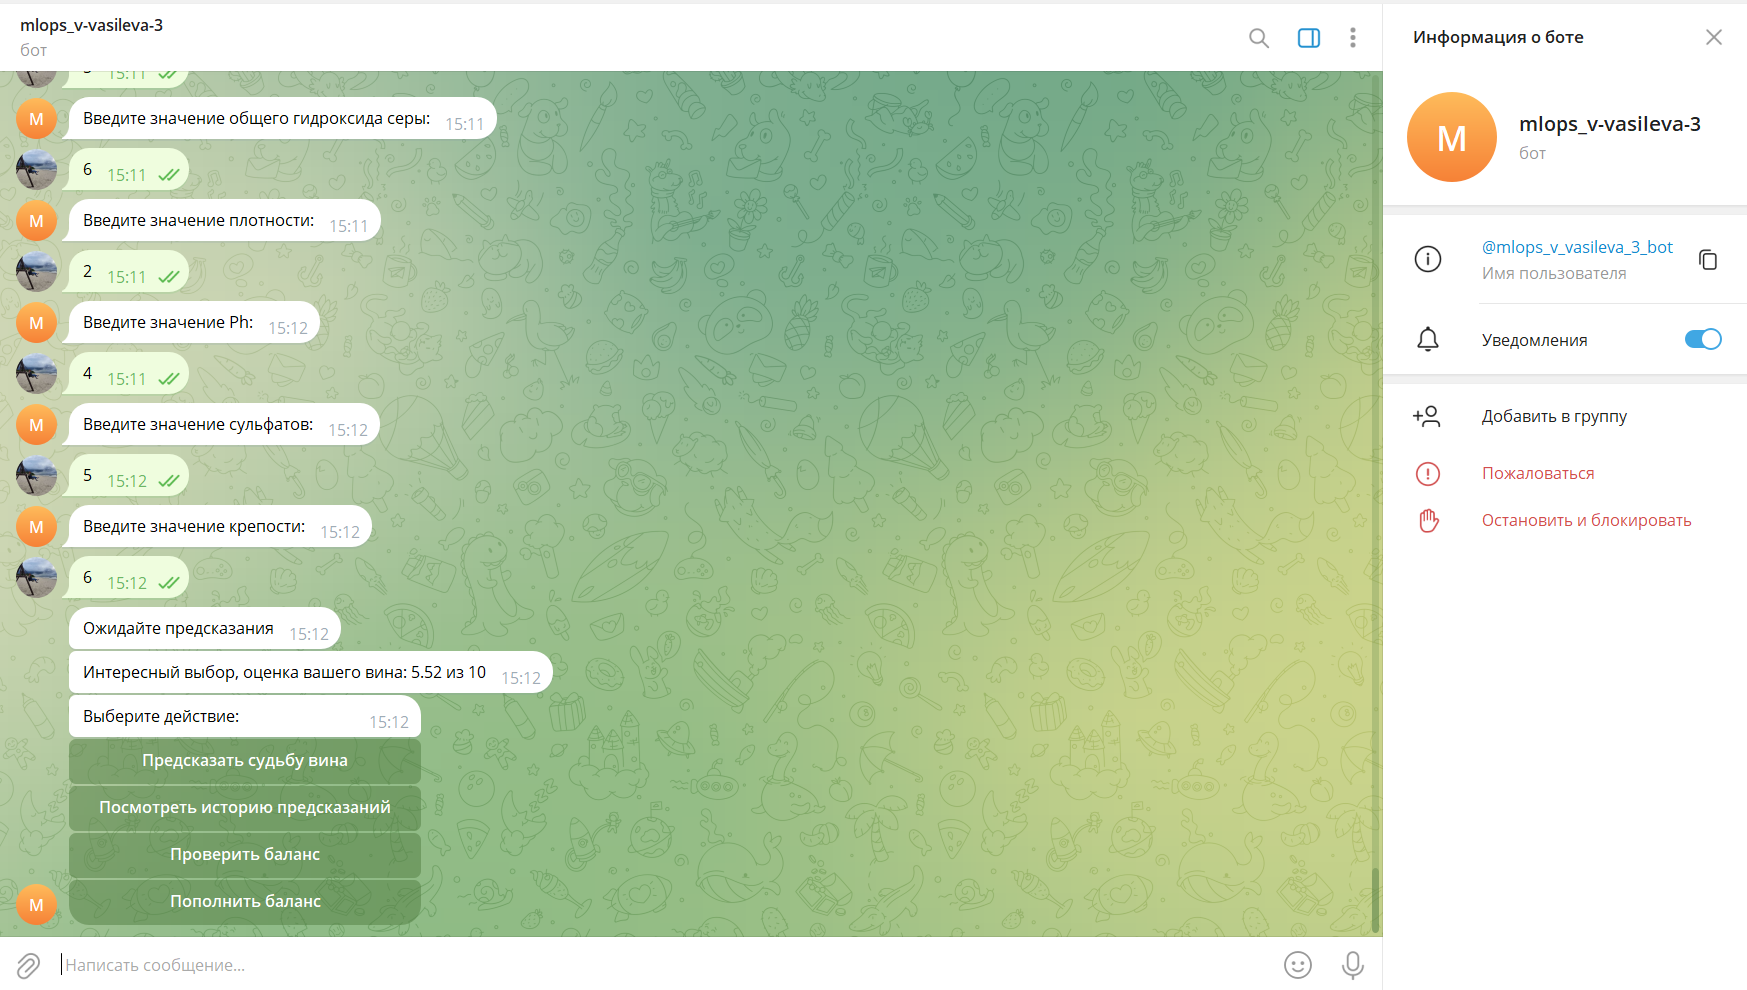 mlops_v-vasileva-3
бот
15:11
Введите значение общего гидроксида серы: 15:11
6 15:11
Введите значение плотности: 15:11
2 15:11
Введите значение Ph: 15:12
4 15:11
Введите значение сульфатов: 15:12
5 15:12
Введите значение крепости: 15:12
6 15:12
Ожидайте предсказания 15:12
Интересный выбор, оценка вашего вина: 5.52 из 10 15:12
Выберите действие: 15:12
Предсказать судьбу вина
Посмотреть историю предсказаний
Проверить баланс
Пополнить баланс
М
Написать сообщение...
Информация о боте
М
mlops_v-vasileva-3
бот
@mlops_v_vasileva_3_bot
Имя пользователя
Уведомления
Добавить в группу
Пожаловаться
Остановить и блокировать